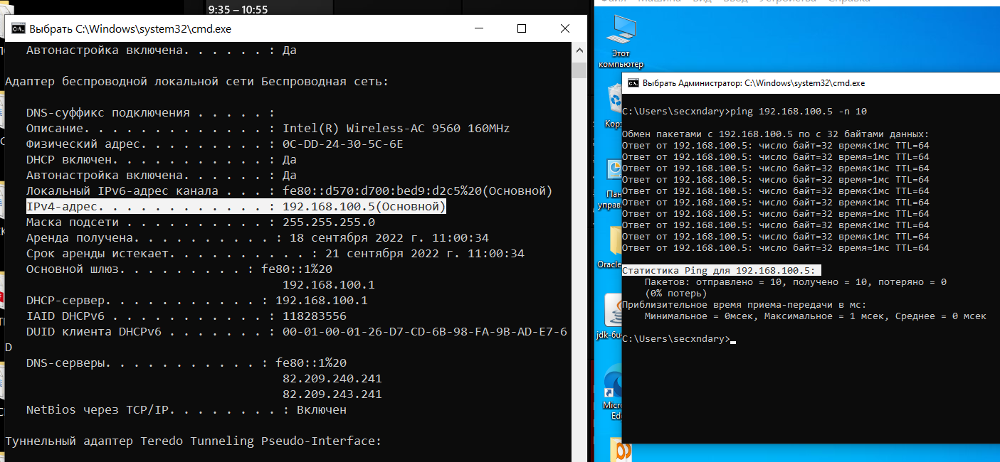 9:35 – 10:55
Выбрать C:\Windows\system32\cmd.exe
Автонастройка включена. . . . . . : Да
Адаптер беспроводной локальной сети Беспроводная сеть:
DNS-суффикс подключения . . . . . :
Описание. . . . . . . . . . . . . : Intel(R) Wireless-AC 9560 160MHz
Физический адрес. . . . . . . . . : 0C-DD-24-30-5C-6E
DHCP включен. . . . . . . . . . . : Да
Автонастройка включена. . . . . . : Да
Локальный IPv6-адрес канала . . . : fe80::d570:d700:bed9:d2c5%20(Основной)
IPv4-адрес. . . . . . . . . . . . : 192.168.100.5(Основной)
Маска подсети . . . . . . . . . . : 255.255.255.0
Аренда получена. . . . . . . . . . : 18 сентября 2022 г. 11:00:34
Срок аренды истекает. . . . . . . . . . : 21 сентября 2022 г. 11:00:34
Основной шлюз. . . . . . . . . : fe80::1%20
192.168.100.1
DHCP-сервер. . . . . . . . . . . : 192.168.100.1
IAID DHCPv6 . . . . . . . . . . . : 118283556
DUID клиента DHCPv6 . . . . . . . : 00-01-00-01-26-D7-CD-6B-98-FA-9B-AD-E7-6
D
DNS-серверы. . . . . . . . . . . : fe80::1%20
82.209.240.241
82.209.243.241
NetBios через TCP/IP. . . . . . . . : Включен
Туннельный адаптер Teredo Tunneling Pseudo-Interface:
Файл Машина Вид Ввод Устройства Справка
Этот
компьютер
Кор
Пан
управ
Oracle
jdk-6u
Micr
Ed
Выбрать Администратор: C:\Windows\system32\cmd.exe
C:\Users\secxndary>ping 192.168.100.5 -n 10
Обмен пакетами с 192.168.100.5 по с 32 байтами данных:
Ответ от 192.168.100.5: число байт=32 время<1мс TTL=64
Ответ от 192.168.100.5: число байт=32 время=1мс TTL=64
Ответ от 192.168.100.5: число байт=32 время<1мс TTL=64
Ответ от 192.168.100.5: число байт=32 время=1мс TTL=64
Ответ от 192.168.100.5: число байт=32 время<1мс TTL=64
Ответ от 192.168.100.5: число байт=32 время=1мс TTL=64
Ответ от 192.168.100.5: число байт=32 время=1мс TTL=64
Ответ от 192.168.100.5: число байт=32 время<1мс TTL=64
Ответ от 192.168.100.5: число байт=32 время=1мс TTL=64
Ответ от 192.168.100.5: число байт=32 время=1мс TTL=64
Статистика Ping для 192.168.100.5:
Пакетов: отправлено = 10, получено = 10, потеряно = 0
(0% потерь)
Приблизительное время приема-передачи в мс:
Минимальное = 0мсек, Максимальное = 1 мсек, Среднее = 0 мсек
C:\Users\secxndary>